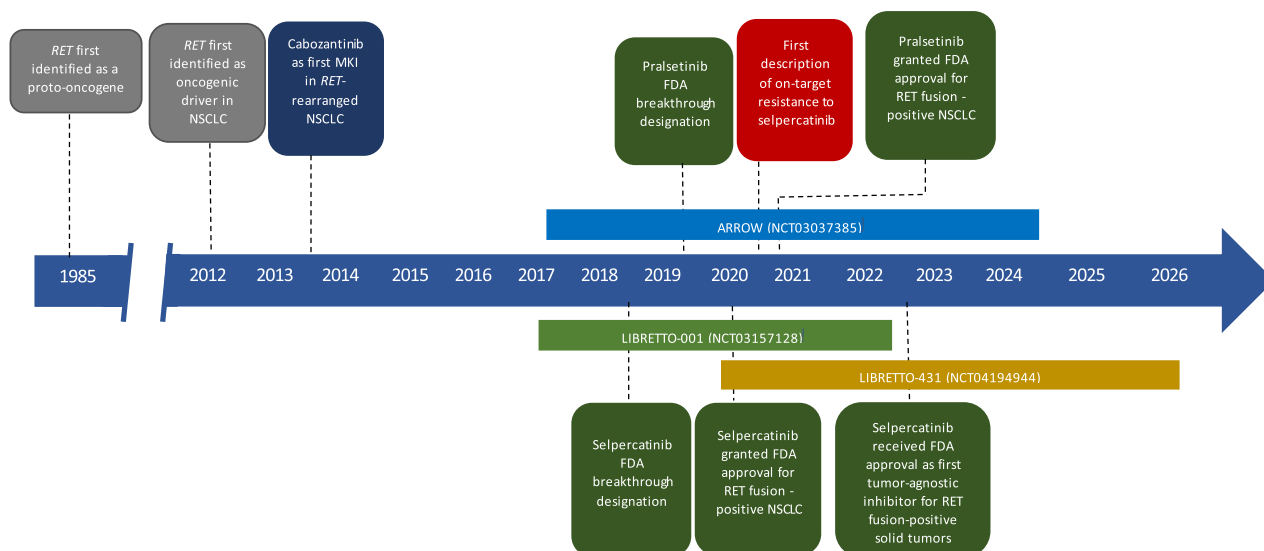 RET first
identified as a
proto-oncogene
RET first
identified as
oncogenic
driver in
NSCLC
Cabozantinib
as first MKI
in RET-
rearranged
NSCLC
Pralsetinib
FDA
breakthrough
designation
First
description
of on-target
resistance to
selpercatinib
Pralsetinib
granted FDA
approval for
RET fusion -
positive NSCLC
ARROW (NCT03037385)
1985 2012 2013 2014 2015 2016 2017 2018 2019 2020 2021 2022 2023 2024 2025 2026
LIBRETTO-001 (NCT03157128)
LIBRETTO-431 (NCT04194944)
Selpercatinib
FDA
breakthrough
designation
Selpercatinib
granted FDA
approval for
RET fusion -
positive NSCLC
Selpercatinib
received FDA
approval as first
tumor-agnostic
inhibitor for RET
fusion-positive
solid tumors